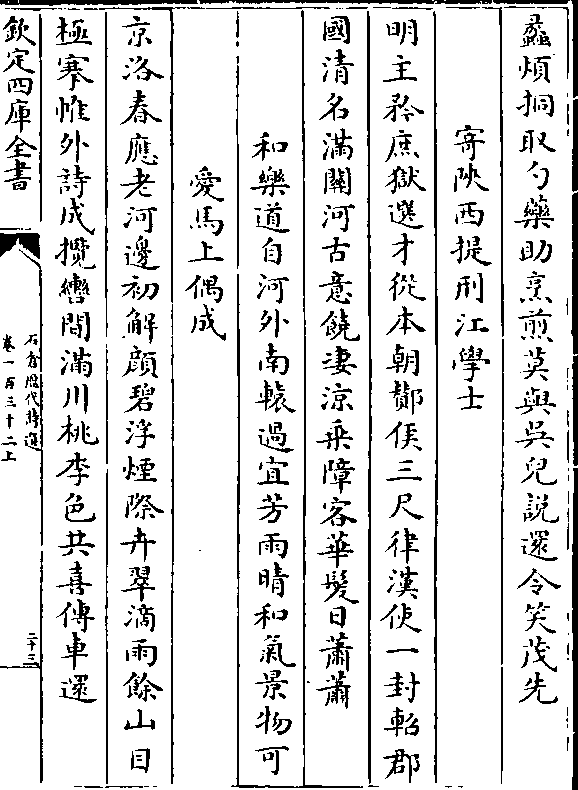 蠡煩挏取勺藥助烹煎莫與吳兒說還令笑茂先
寄陜西提刑江學士
明主矜庶獄選才從本朝鄼侯三尺律漢使一封軺郡
國清名滿關河古意饒凄涼乘障客華髮日蕭蕭
和樂道自河外南轅過宜芳雨晴和氣景物可
愛馬上偶成
京洛春應老河邊初解顏碧浮煙際卉翠滴雨餘山目
極褰帷外詩成攬轡間滿川桃李色共喜傳車還
欽定四庫全書
石倉歷代詩選
卷一百三十二上
二十三